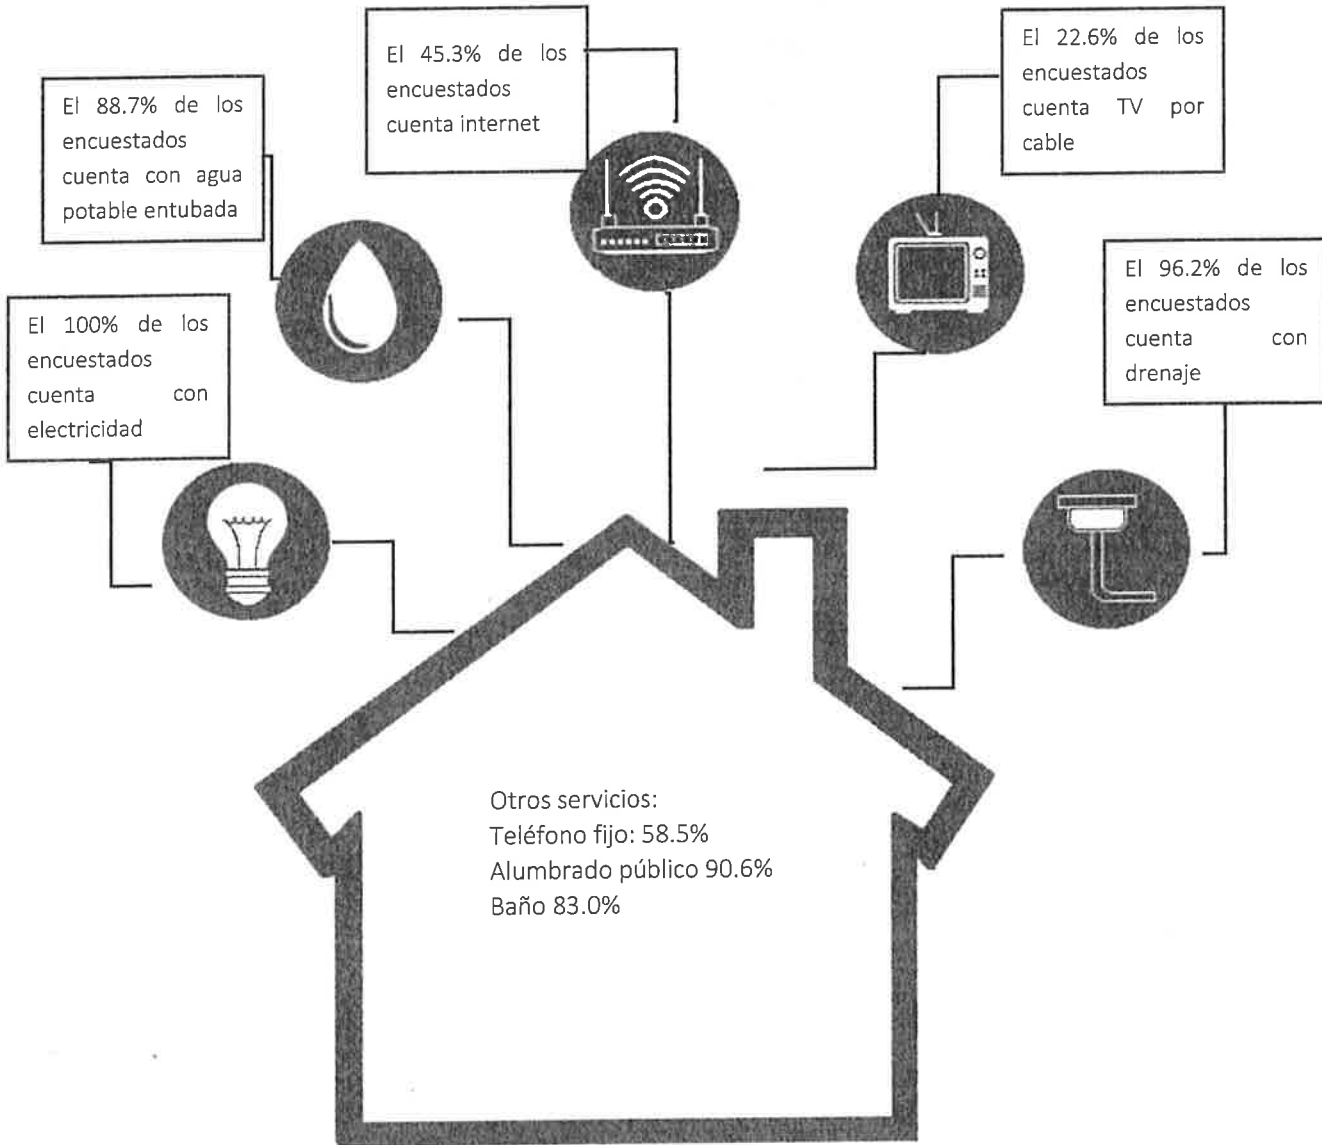 El 45.3% de los
encuestados
cuenta internet
El 22.6% de los
encuestados
cuenta TV por
cable
El 88.7% de los
encuestados
cuenta con agua
potable entubada
El 96.2% de los
encuestados
cuenta con
drenaje
El 100% de los
encuestados
cuenta con
electricidad
Otros servicios:
Teléfono fijo: 58.5%
Alumbrado público 90.6%
Baño 83.0%